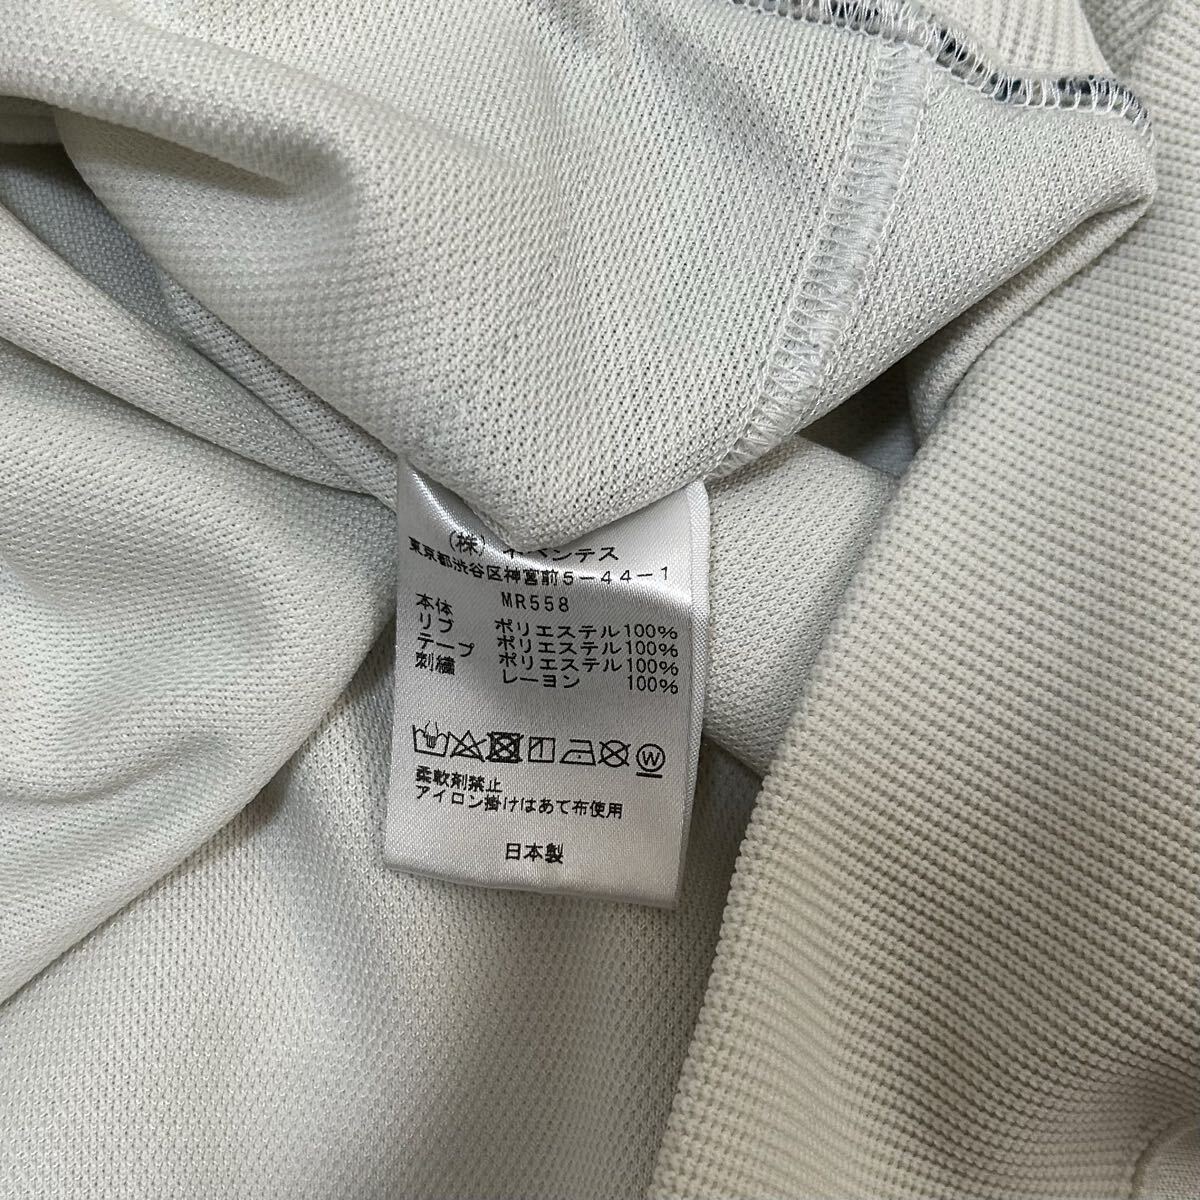 (株) イベンテス
東京都渋谷区神宮前5-44-1
MR558
本体 ポリエステル100%
リブ ポリエステル100%
テープ ポリエステル100%
刺繍 レーヨン 100%
W
柔軟剤禁止
アイロン掛けはあて布使用
日本製